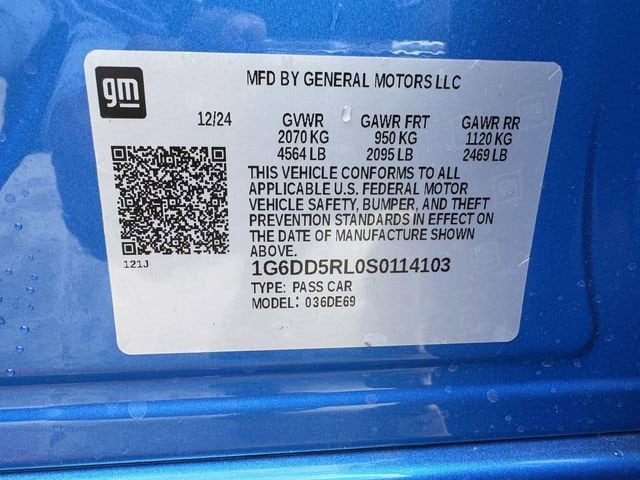 gm
MFD BY GENERAL MOTORS LLC
12/24 GVWR GAWR FRT GAWR RR
2070 KG 950 KG 1120 KG
4564 LB 2095 LB 2469 LB
THIS VEHICLE CONFORMS TO ALL
APPLICABLE U.S. FEDERAL MOTOR
VEHICLE SAFETY, BUMPER, AND THEFT
PREVENTION STANDARDS IN EFFECT ON
THE DATE OF MANUFACTURE SHOWN
ABOVE.
121J
1G6DD5RL0S0114103
TYPE: PASS CAR
MODEL: 036DE69